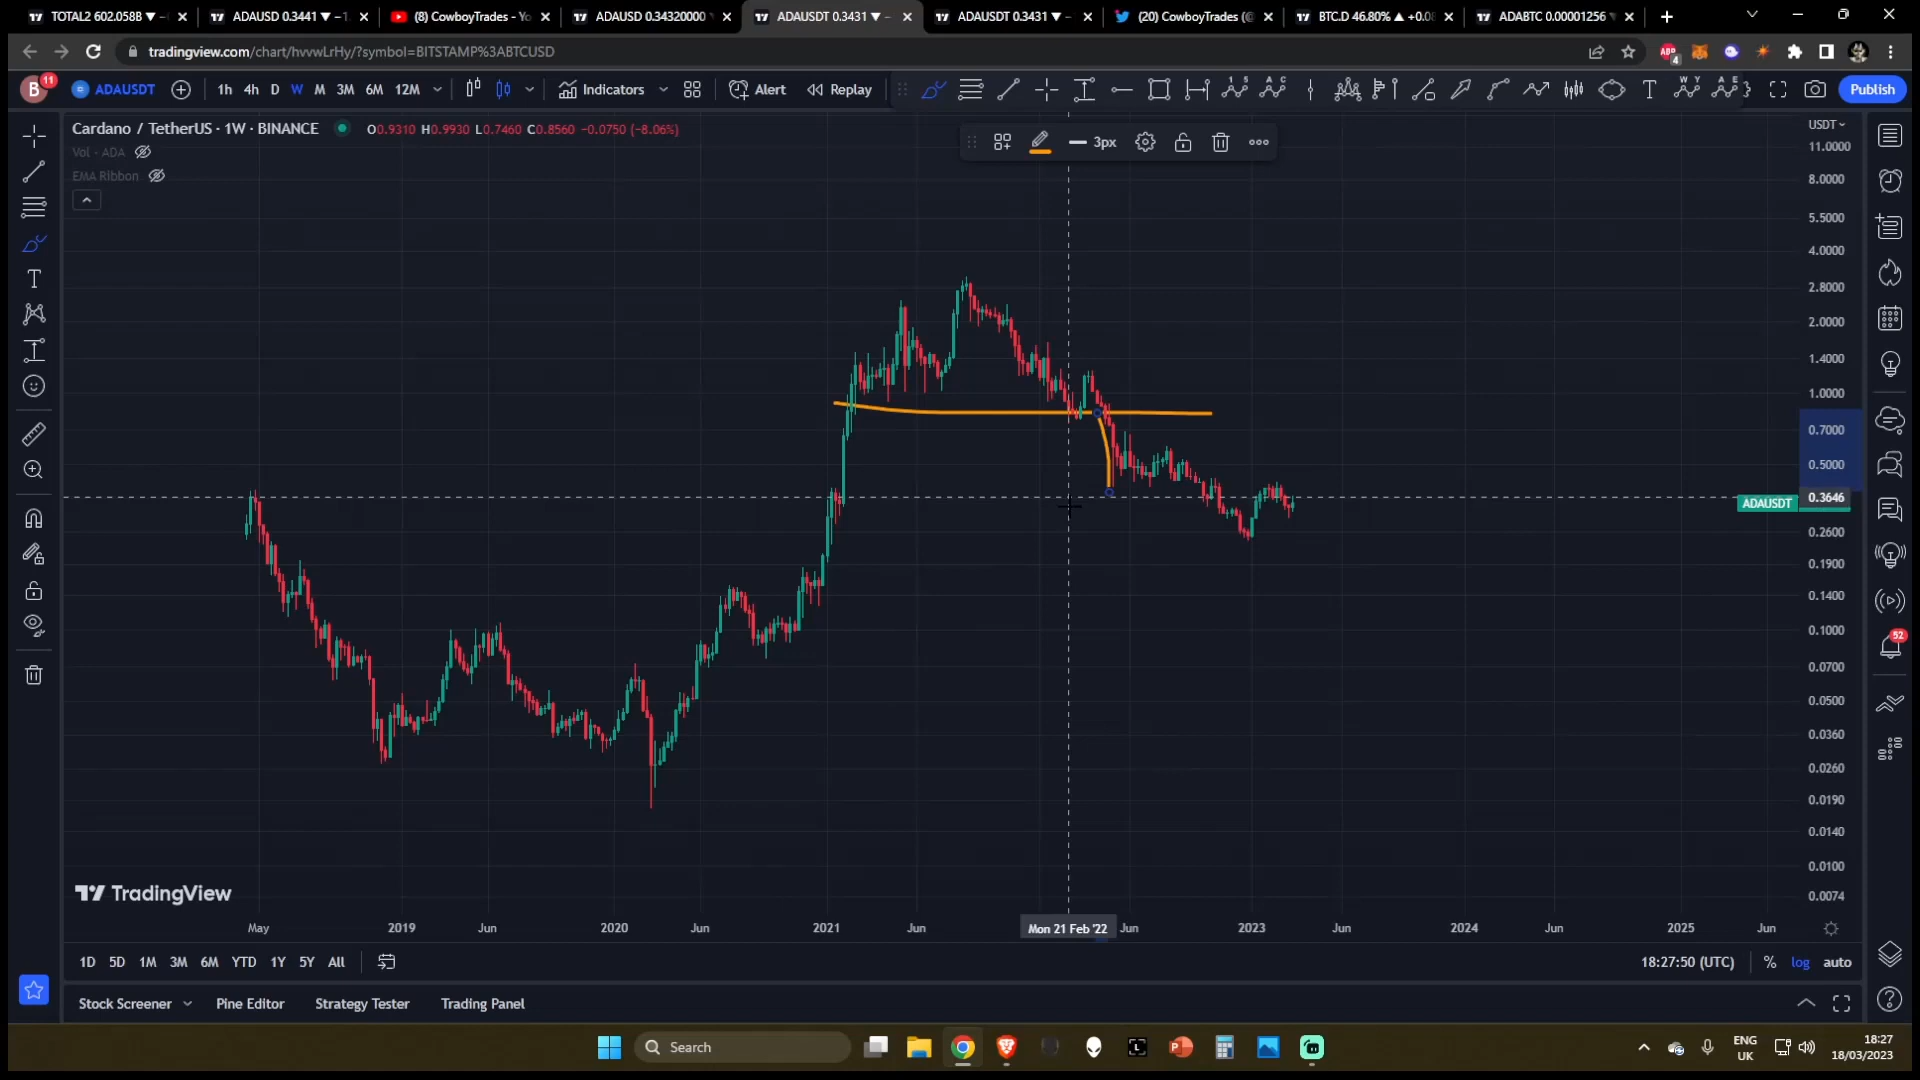 TOTAL2 602.058B ▼
ADAUSD 0.3441 ▼ − 1
(8) CowboyTrades - Yo
ADAUSD 0.34320000
ADAUSDT 0.3431 ▼ −
ADAUSDT 0.3431 ▼ −
(20) CowboyTrades (@
BTC.D 46.80% ▲ +0.0
ADABTC 0.00001256 ▼
tradingview.com/chart/hvvwLrHy/?symbol=BITSTAMP%3ABTCUSD
ABP 4
B 11 ADAUSDT 1h 4h D W M 3M 6M 12M Indicators Alert Replay Publish
Cardano / TetherUS · 1W · BINANCE O0.9310 H0.9930 L0.7460 C0.8560 −0.0750 (−8.06%)
Vol · ADA
EMA Ribbon
3px
USDT
11.0000
8.0000
5.5000
4.0000
2.8000
2.0000
1.4000
1.0000
0.7000
0.5000
0.3646
ADAUSDT
0.2600
0.1900
0.1400
0.1000
0.0700
0.0500
0.0360
0.0260
0.0190
0.0140
0.0100
0.0074
52
TradingView
May 2019 Jun 2020 Jun 2021 Jun Mon 21 Feb '22 Jun 2023 Jun 2024 Jun 2025 Jun
1D 5D 1M 3M 6M YTD 1Y 5Y All 18:27:50 (UTC) % log auto
Stock Screener Pine Editor Strategy Tester Trading Panel
Search
ENG
UK
18:27
18/03/2023